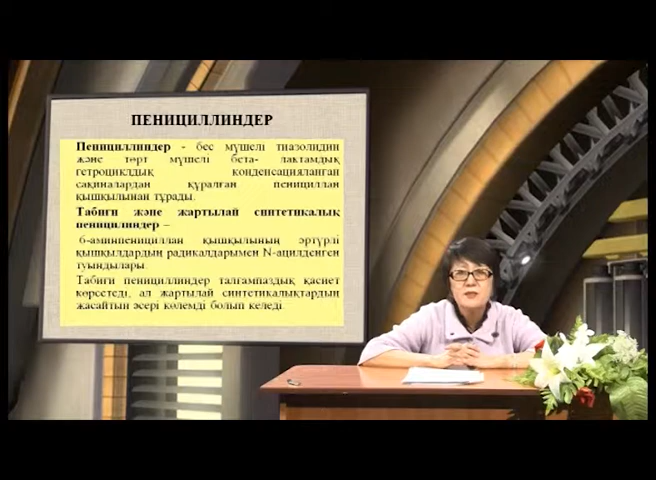 ПЕНИЦИЛЛИНДЕР
Пенициллиндер - бес мүшелі тиазолидин
және төрт мүшелі бета- лактамдық
гетроциклдық конденсацияланған
сақиналардан құралған пенициллан
қышқылынан тұрады.
Табиғи және жартылай синтетикалық
пенициллиндер –
6-аминпенициллан қышқылының әртүрлі
қышқылдардың радикалдарымен N-ацилденген
туындылары.
Табиғи пенициллиндер талғампаздық қасиет
көрсетеді, ал жартылай синтетикалықтардың
жасайтын әсері көлемді болып келеді.